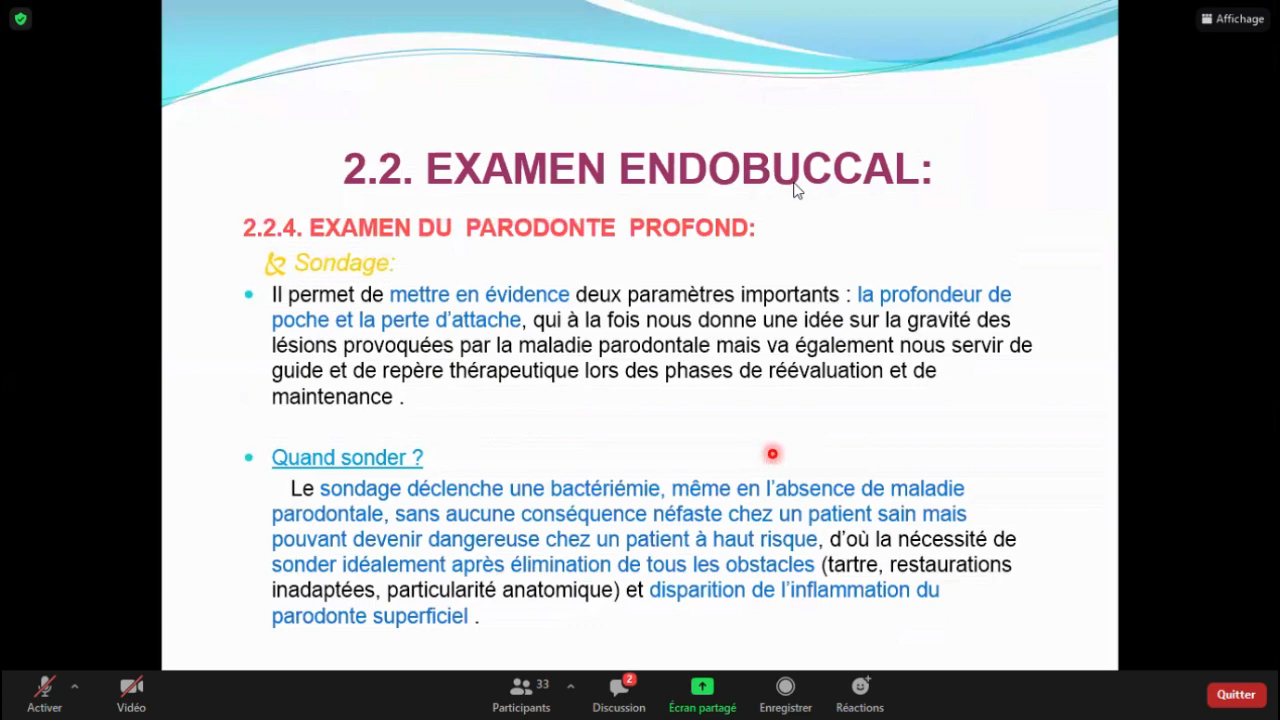 Affichage
2.2. EXAMEN ENDOBUCCAL:
2.2.4. EXAMEN DU PARODONTE PROFOND:
Sondage:
• Il permet de mettre en évidence deux paramètres importants : la profondeur de
poche et la perte d’attache, qui à la fois nous donne une idée sur la gravité des
lésions provoquées par la maladie parodontale mais va également nous servir de
guide et de repère thérapeutique lors des phases de réévaluation et de
maintenance .
• Quand sonder ?
Le sondage déclenche une bactériémie, même en l’absence de maladie
parodontale, sans aucune conséquence néfaste chez un patient sain mais
pouvant devenir dangereuse chez un patient à haut risque, d’où la nécessité de
sonder idéalement après élimination de tous les obstacles (tartre, restaurations
inadaptées, particularité anatomique) et disparition de l’inflammation du
parodonte superficiel .
33
2
Activer
Vidéo
Participants
Discussion
Écran partagé
Enregistrer
Réactions
Quitter